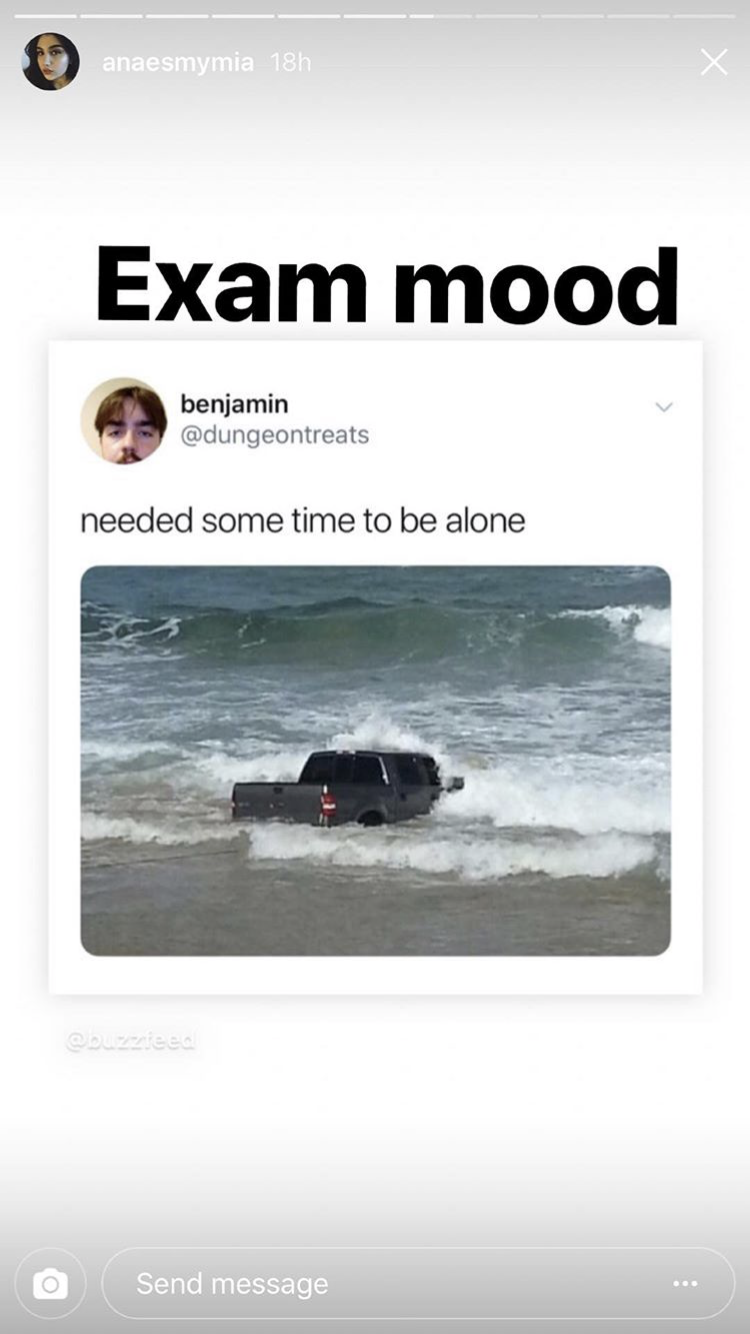 anaesmymia 18h
Exam mood
benjamin
@dungeontreats
needed some time to be alone
@buzzfeed
Send message